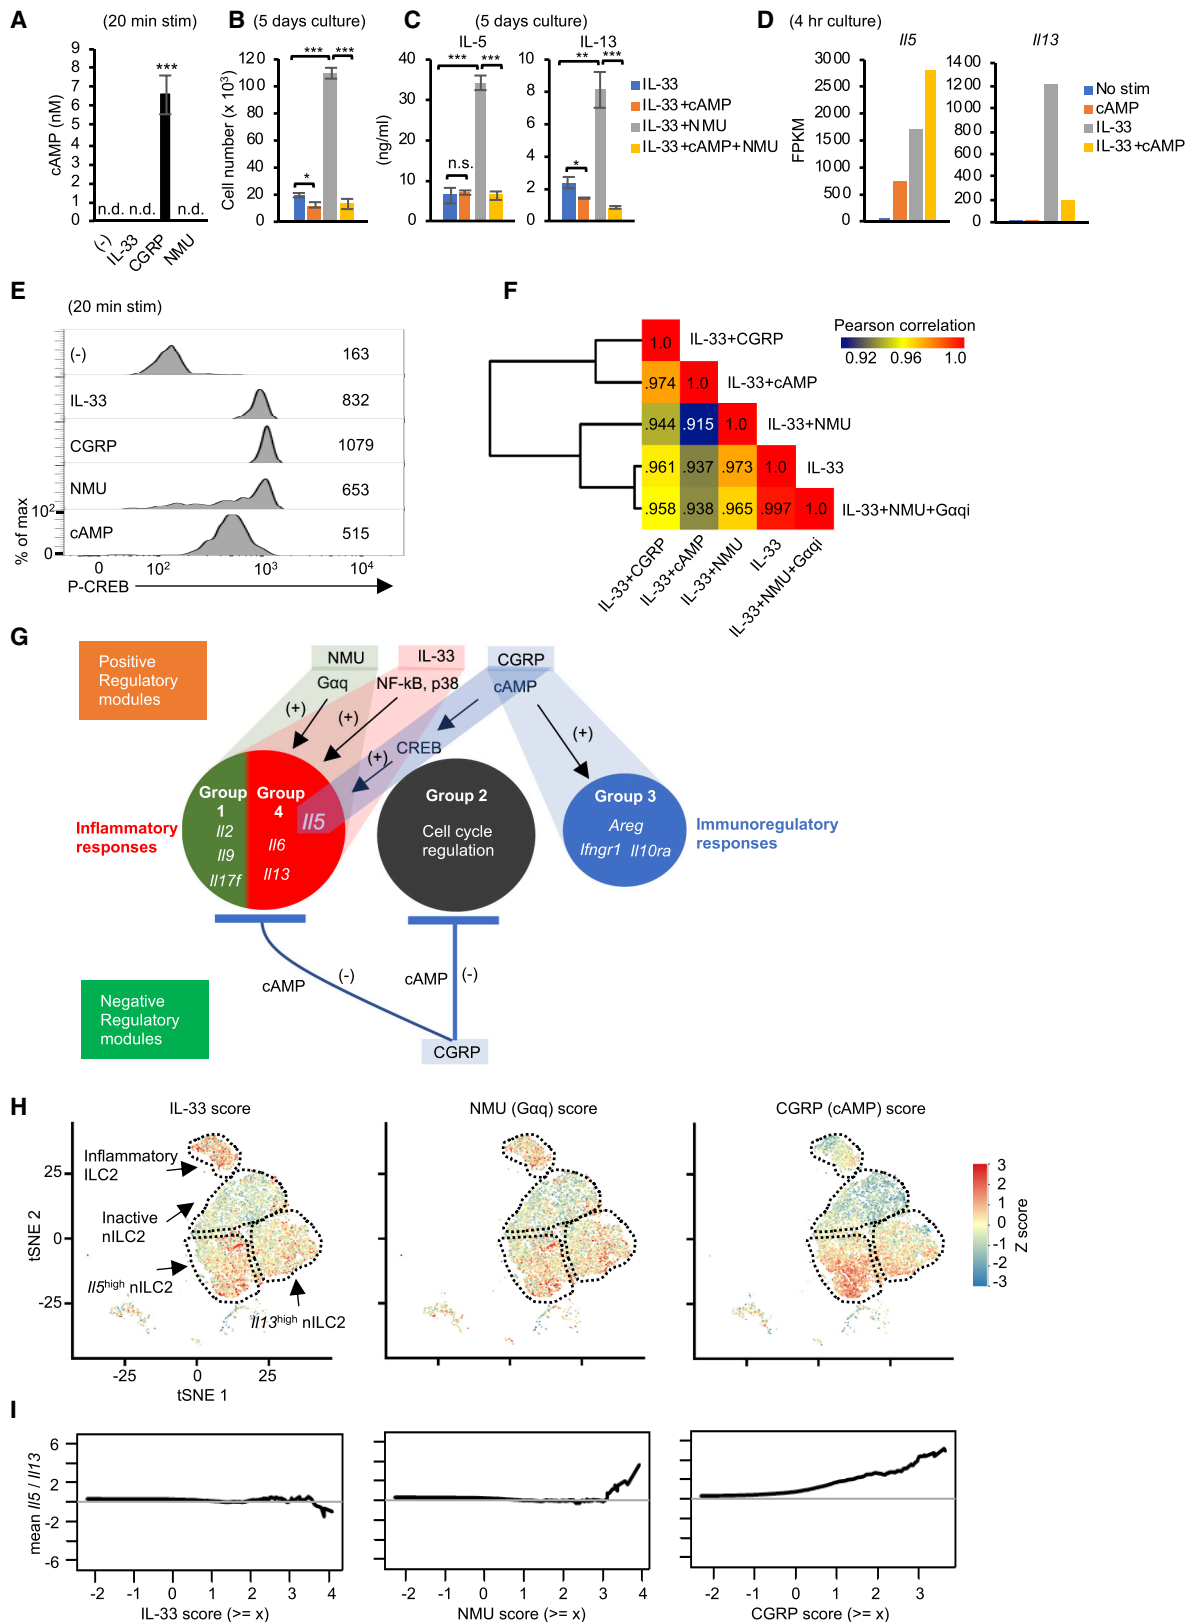 A
(20 min stim)
cAMP (nM)
9
8
7
6
5
4
3
2
1
0
***
n.d.
n.d.
n.d.
(-)
IL-33
CGRP
NMU
B
(5 days culture)
Cell number (x 10³)
120
100
80
60
40
20
0
***
***
*
C
(5 days culture)
IL-5
(ng/ml)
40
30
20
10
0
***
***
n.s.
IL-13
12
10
8
6
4
2
0
**
***
*
IL-33
IL-33+cAMP
IL-33+NMU
IL-33+cAMP+NMU
D
(4 hr culture)
Il5
FPKM
3000
2500
2000
1500
1000
500
0
Il13
1400
1200
1000
800
600
400
200
0
No stim
cAMP
IL-33
IL-33+cAMP
E
(20 min stim)
(-)
163
IL-33
832
CGRP
1079
NMU
653
cAMP
515
% of max
10²
0
0
10²
10³
10⁴
P-CREB
F
Pearson correlation
0.92
0.96
1.0
1.0
IL-33+CGRP
.974
1.0
IL-33+cAMP
.944
.915
1.0
IL-33+NMU
.961
.937
.973
1.0
IL-33
.958
.938
.965
.997
1.0
IL-33+NMU+Gαqi
IL-33+CGRP
IL-33+cAMP
IL-33+NMU
IL-33
IL-33+NMU+Gαqi
G
Positive
Regulatory
modules
NMU
IL-33
CGRP
Gαq
NF-kB, p38
cAMP
(+)
(+)
(+)
CREB
(+)
Group
1
Il2
Il9
Il17f
Group
4
Il6
Il13
Il5
Inflammatory
responses
Group 2
Cell cycle
regulation
Group 3
Areg
Ifngr1 Il10ra
Immunoregulatory
responses
cAMP
(-)
cAMP
(-)
Negative
Regulatory
modules
CGRP
H
IL-33 score
NMU (Gαq) score
CGRP (cAMP) score
Inflammatory
ILC2
Inactive
nILC2
Il5high nILC2
Il13high nILC2
tSNE 2
25
0
-25
-25
0
25
tSNE 1
3
2
1
0
-1
-2
-3
Z score
I
mean Il5 / Il13
6
2
-2
-6
-2
-1
0
1
2
3
4
IL-33 score (>= x)
-2
-1
0
1
2
3
4
NMU score (>= x)
-2
-1
0
1
2
3
CGRP score (>= x)